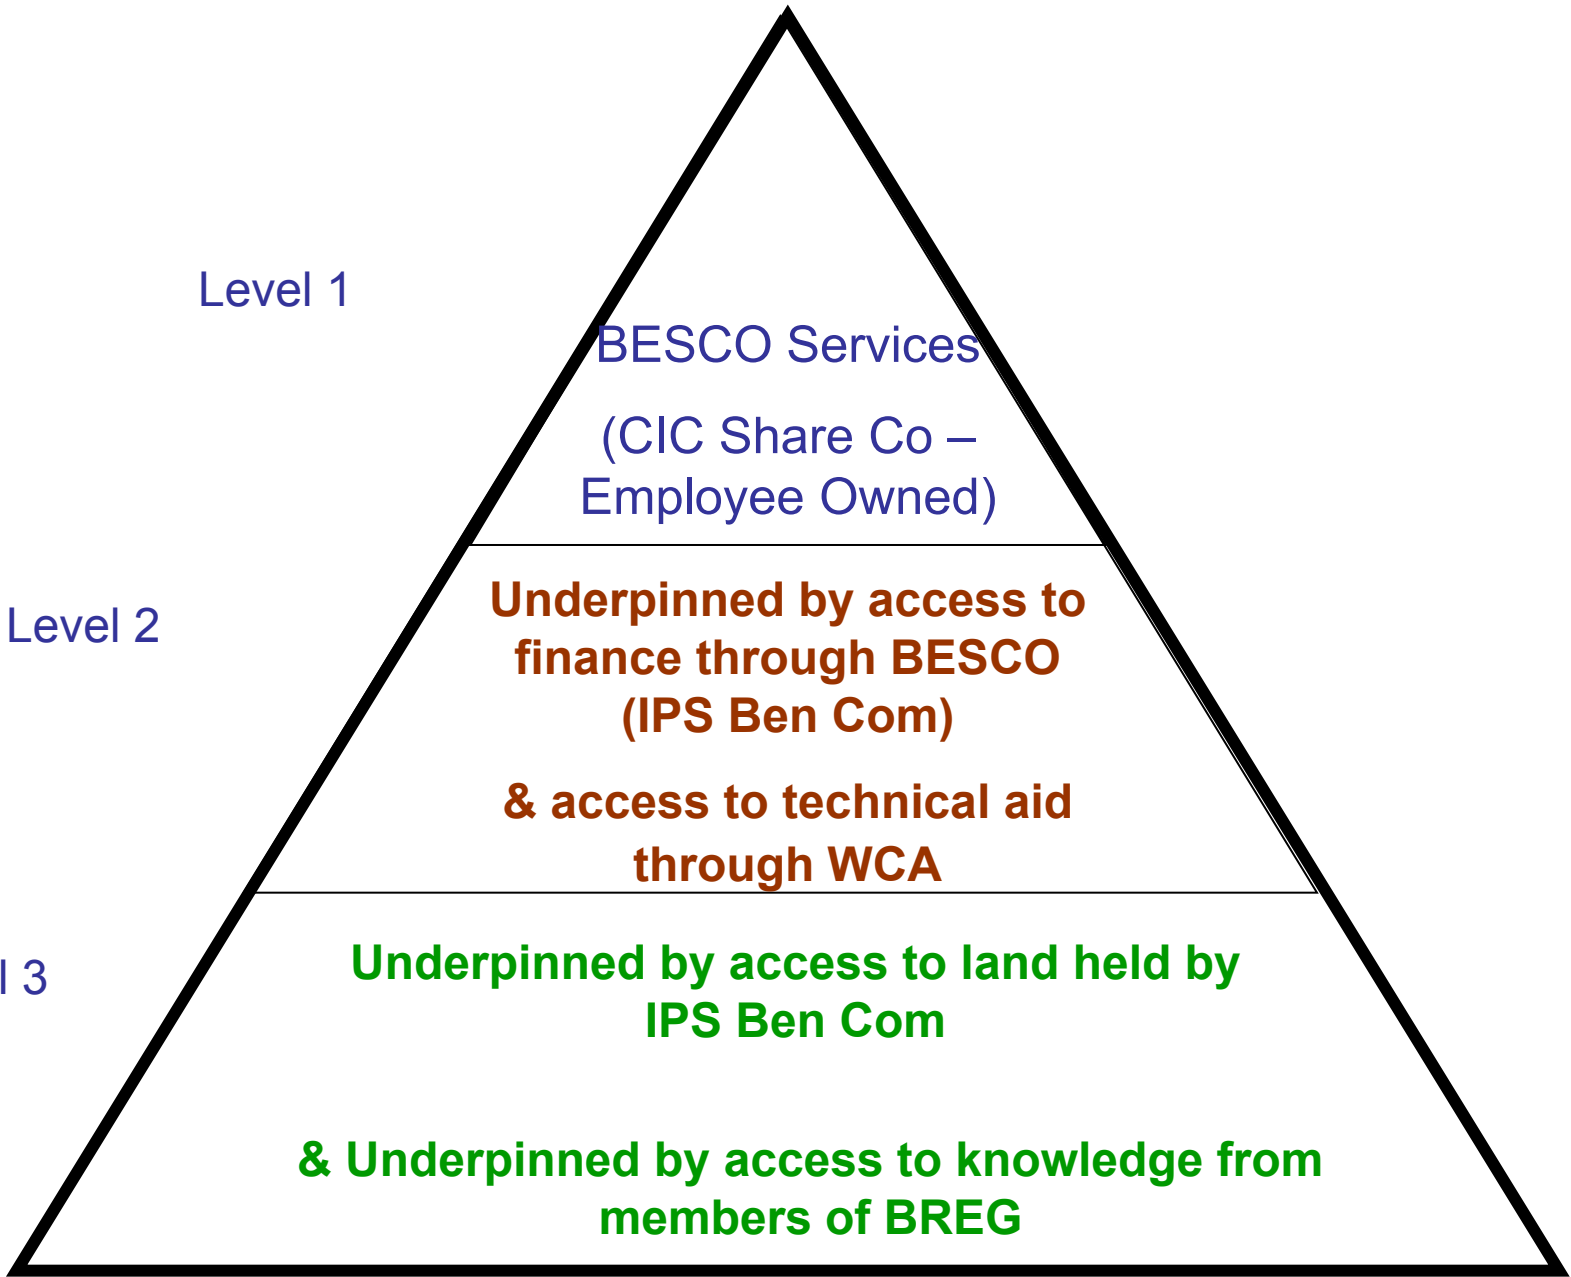 Level 1
BESCO Services
(CIC Share Co –
Employee Owned)
Level 2
Underpinned by access to
finance through BESCO
(IPS Ben Com)
& access to technical aid
through WCA
l 3
Underpinned by access to land held by
IPS Ben Com
& Underpinned by access to knowledge from
members of BREG